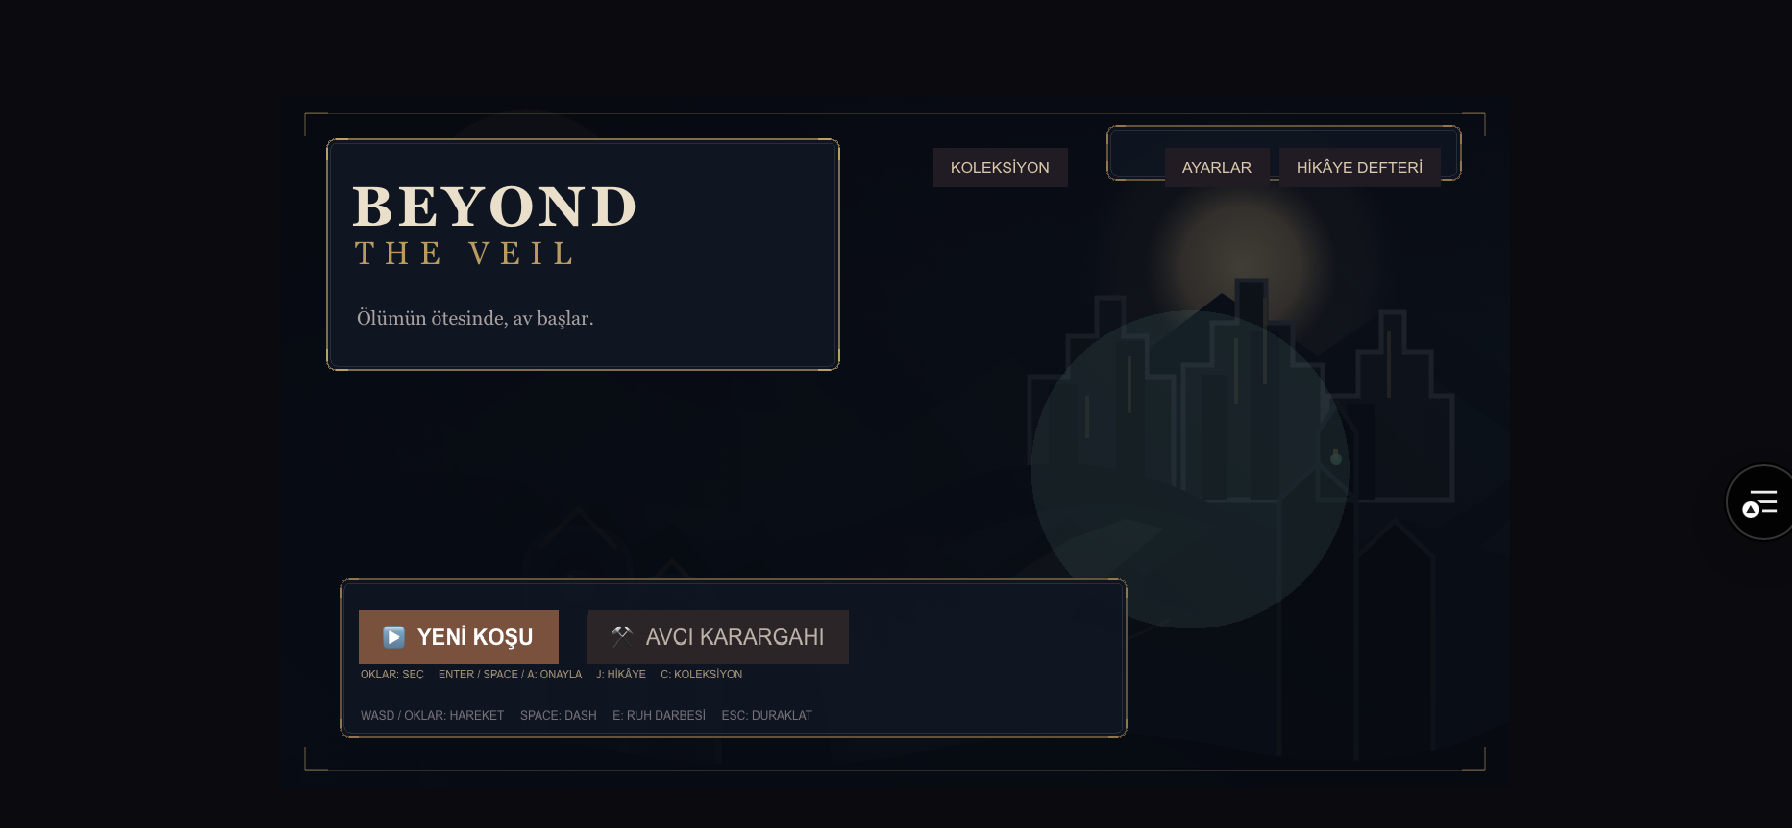 BEYOND
THE VEIL
Ölümün ötesinde, av başlar.
KOLEKSİYON
AYARLAR
HİKÂYE DEFTERİ
YENİ KOŞU
AVCI KARARGAHI
OKLAR: SEÇ ENTER / SPACE / A: ONAYLA J: HİKÂYE C: KOLEKSİYON
WASD / OKLAR: HAREKET SPACE: DASH E: RUH DARBESİ ESC: DURAKLAT